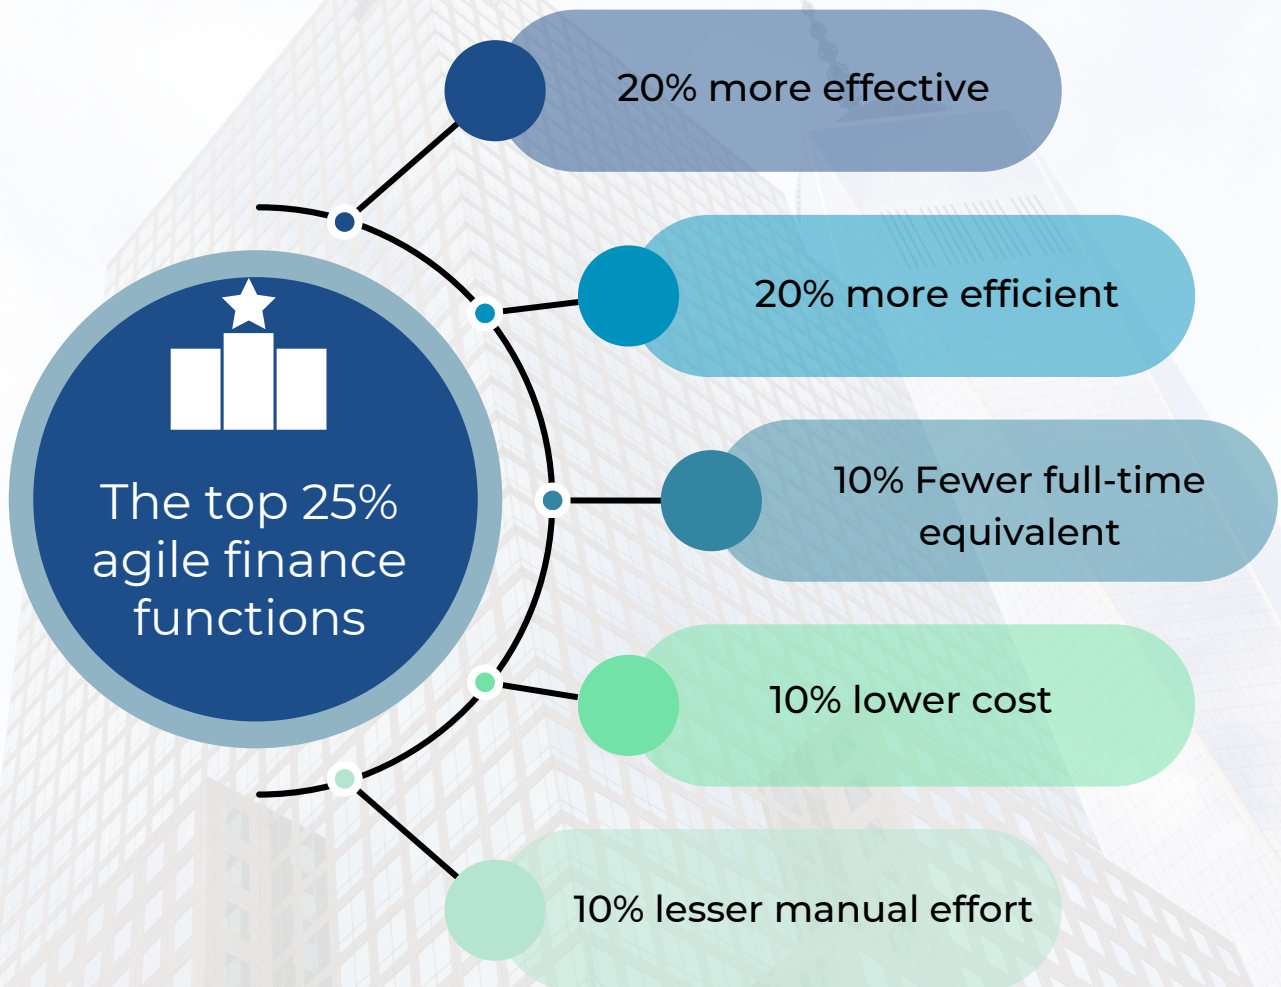 The top 25%
agile finance
functions
20% more effective
20% more efficient
10% Fewer full-time
equivalent
10% lower cost
10% lesser manual effort